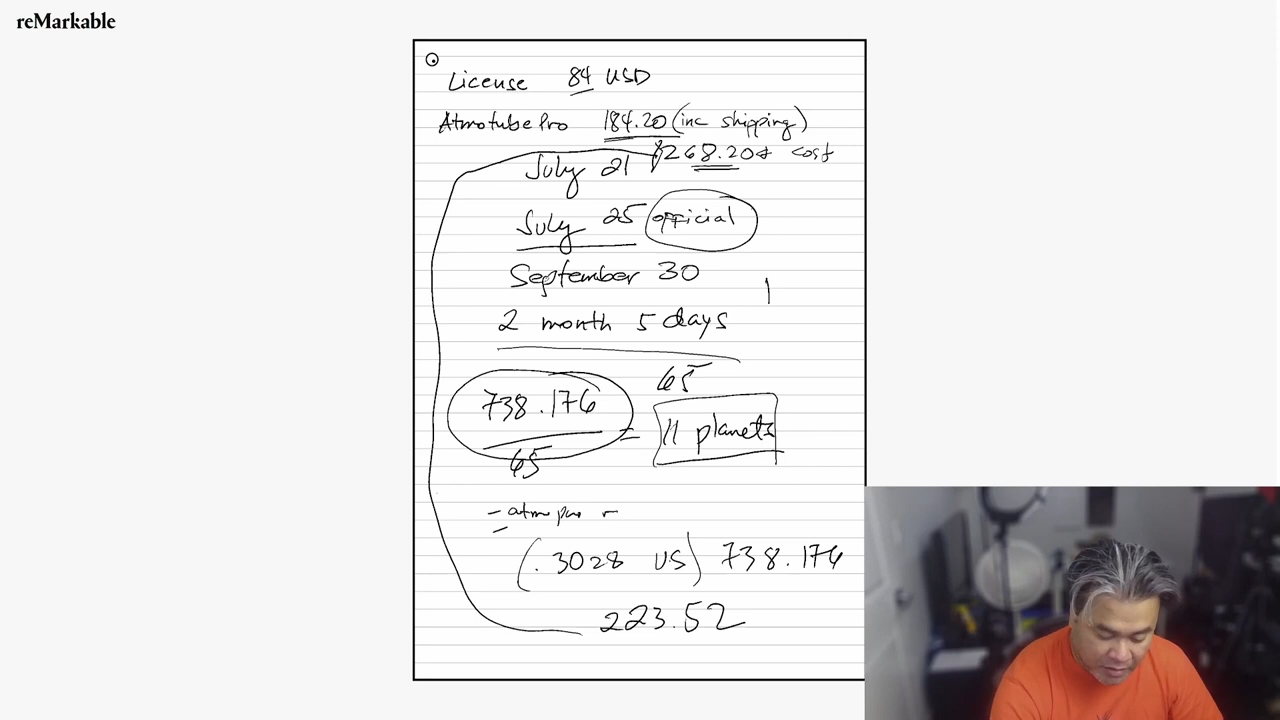 reMarkable
License 84 USD
Atmotube Pro 184.20 (inc shipping)
$268.20 cost
July 21
July 25 official
September 30
2 month 5 days
65
738.176
65
= 11 planets
(.3028 US) 738.176
223.52